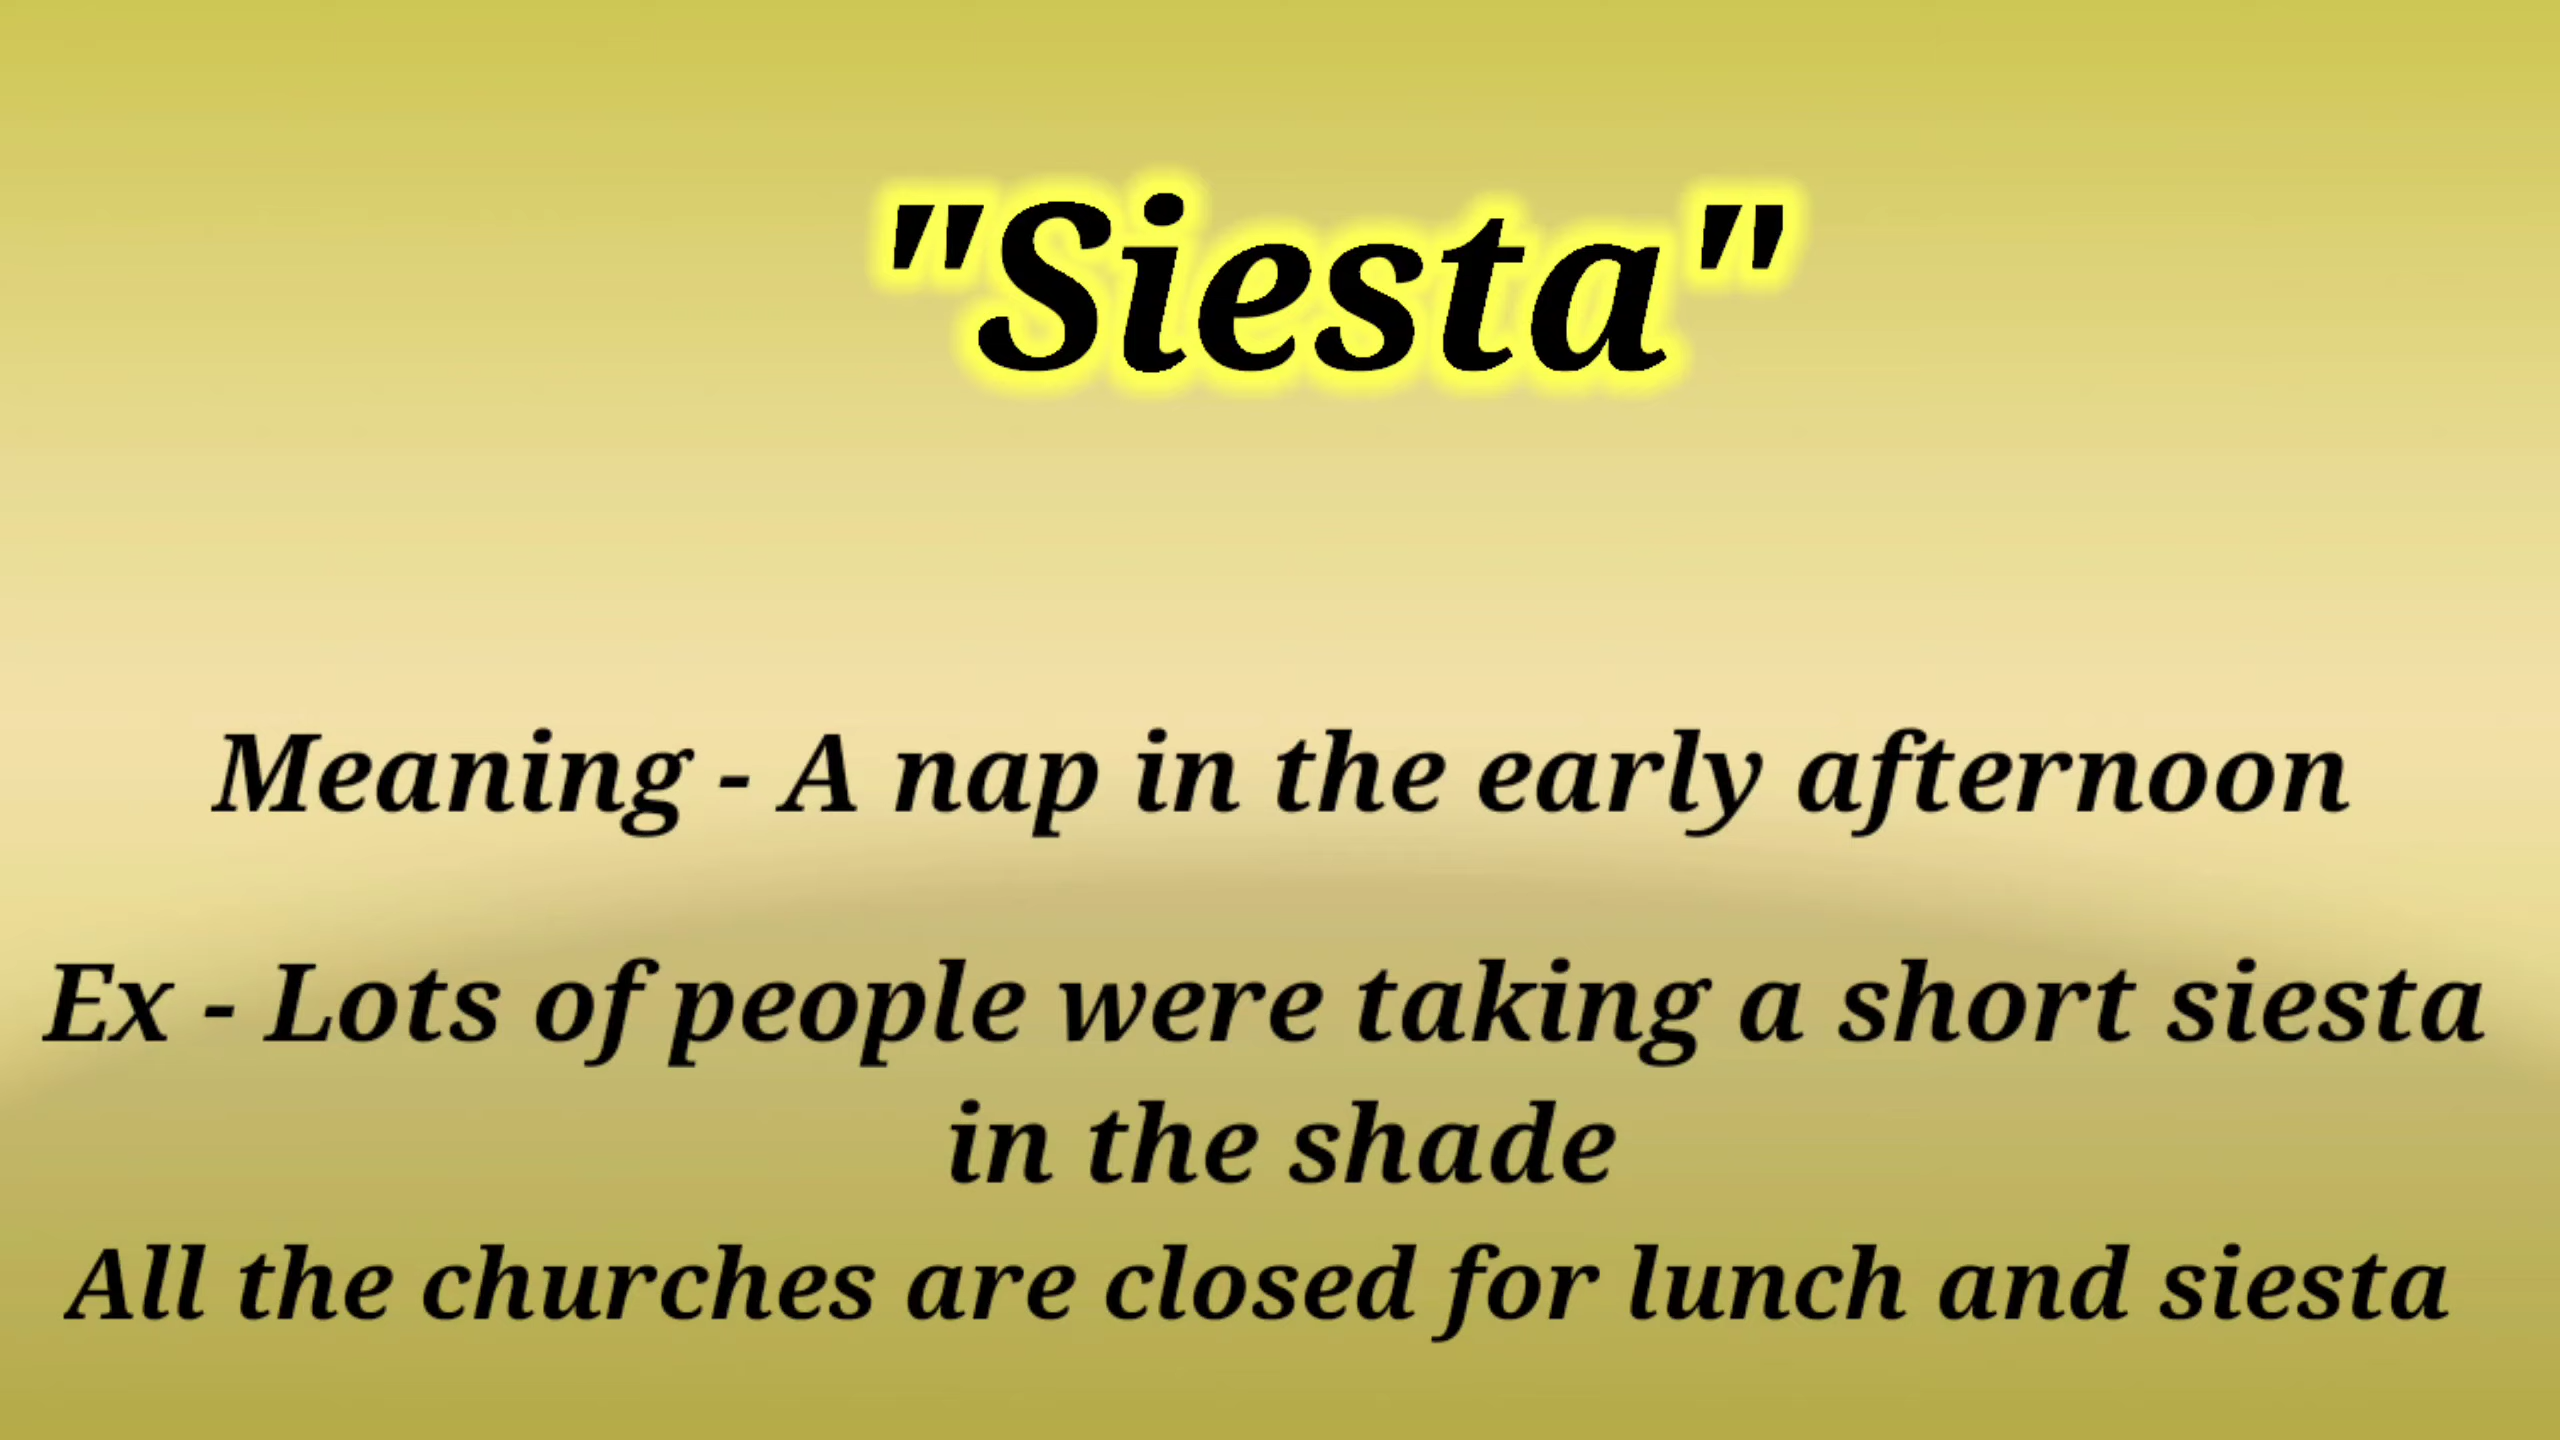 "Siesta"
Meaning - A nap in the early afternoon
Ex - Lots of people were taking a short siesta
in the shade
All the churches are closed for lunch and siesta